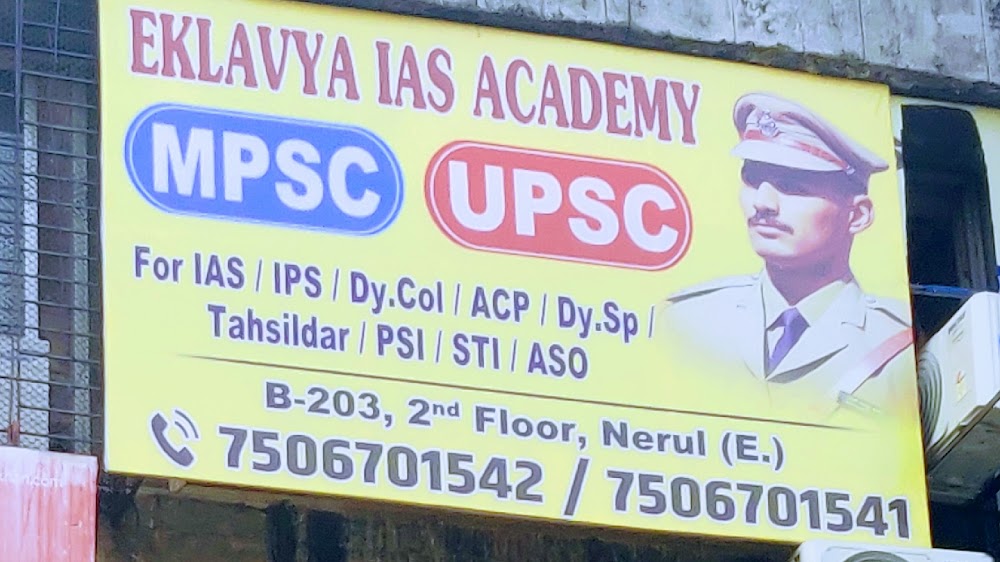 EKLAVYA IAS ACADEMY
MPSC UPSC
For IAS / IPS / Dy.Col / ACP / Dy.Sp /
Tahsildar / PSI / STI / ASO
B-203, 2nd Floor, Nerul (E.)
7506701542 / 7506701541